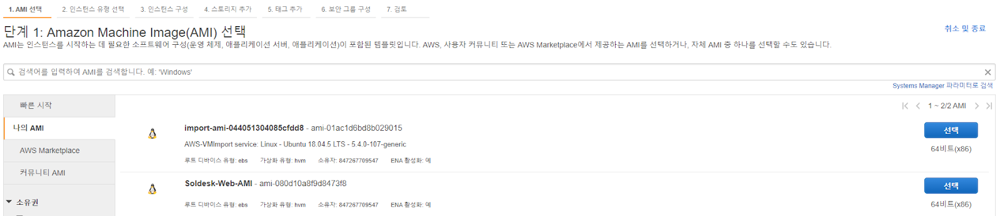 1. AMI 선택 2. 인스턴스 유형 선택 3. 인스턴스 구성 4. 스토리지 추가 5. 태그 추가 6. 보안 그룹 구성 7. 검토
단계 1: Amazon Machine Image(AMI) 선택
취소 및 종료
AMI는 인스턴스를 시작하는 데 필요한 소프트웨어 구성(운영 체제, 애플리케이션 서버, 애플리케이션)이 포함된 템플릿입니다. AWS, 사용자 커뮤니티 또는 AWS Marketplace에서 제공하는 AMI를 선택하거나, 자체 AMI 중 하나를 선택할 수도 있습니다.
검색어를 입력하여 AMI를 검색합니다. 예: 'Windows'
Systems Manager 파라미터로 검색
빠른 시작
1 ~ 2/2 AMI
나의 AMI
AWS Marketplace
커뮤니티 AMI
소유권
import-ami-044051304085cfdd8 - ami-01ac1d6bd8b029015
선택
AWS-VMImport service: Linux - Ubuntu 18.04.5 LTS - 5.4.0-107-generic
64비트(x86)
루트 디바이스 유형: ebs 가상화 유형: hvm 소유자: 847267709547 ENA 활성화: 예
Soldesk-Web-AMI - ami-080d10a8f9d8473f8
선택
루트 디바이스 유형: ebs 가상화 유형: hvm 소유자: 847267709547 ENA 활성화: 예
64비트(x86)